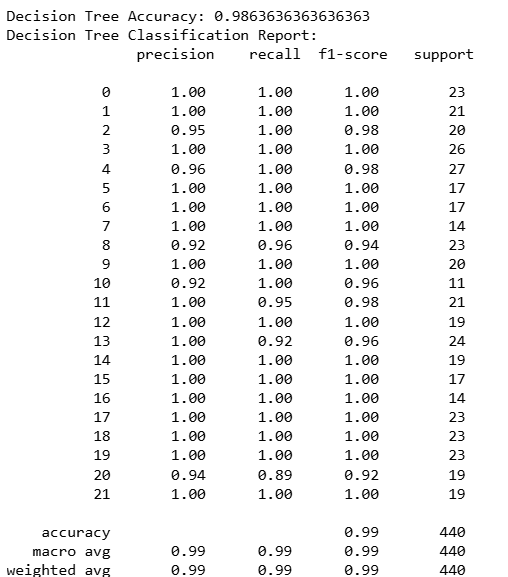 Decision Tree Accuracy: 0.9863636363636363
Decision Tree Classification Report:
precision recall f1-score support
0 1.00 1.00 1.00 23
1 1.00 1.00 1.00 21
2 0.95 1.00 0.98 20
3 1.00 1.00 1.00 26
4 0.96 1.00 0.98 27
5 1.00 1.00 1.00 17
6 1.00 1.00 1.00 17
7 1.00 1.00 1.00 14
8 0.92 0.96 0.94 23
9 1.00 1.00 1.00 20
10 0.92 1.00 0.96 11
11 1.00 0.95 0.98 21
12 1.00 1.00 1.00 19
13 1.00 0.92 0.96 24
14 1.00 1.00 1.00 19
15 1.00 1.00 1.00 17
16 1.00 1.00 1.00 14
17 1.00 1.00 1.00 23
18 1.00 1.00 1.00 23
19 1.00 1.00 1.00 23
20 0.94 0.89 0.92 19
21 1.00 1.00 1.00 19
accuracy 0.99 440
macro avg 0.99 0.99 0.99 440
weighted avg 0.99 0.99 0.99 440